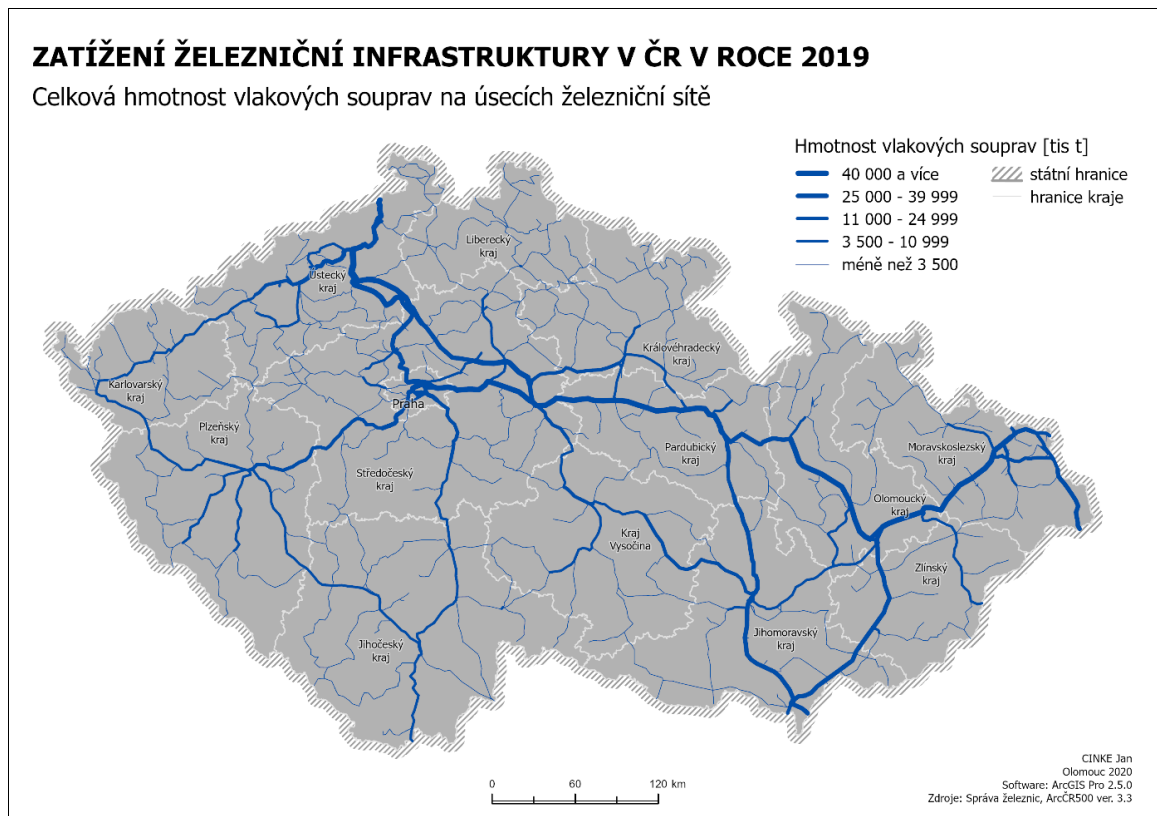 ZATÍŽENÍ ŽELEZNIČNÍ INFRASTRUKTURY V ČR V ROCE 2019
Celková hmotnost vlakových souprav na úsecích železniční sítě
Hmotnost vlakových souprav [tis t]
40 000 a více
25 000 - 39 999
11 000 - 24 999
3 500 - 10 999
méně než 3 500
státní hranice
hranice kraje
Liberecký
kraj
Ústecký
kraj
Královéhradecký
kraj
Karlovarský
kraj
Praha
Plzeňský
kraj
Středočeský
kraj
Pardubický
kraj
Moravskoslezský
kraj
Olomoucký
kraj
Kraj
Vysočina
Zlínský
kraj
Jihočeský
kraj
Jihomoravský
kraj
0 60 120 km
CINKE Jan
Olomouc 2020
Software: ArcGIS Pro 2.5.0
Zdroje: Správa železnic, ArcČR500 ver. 3.3